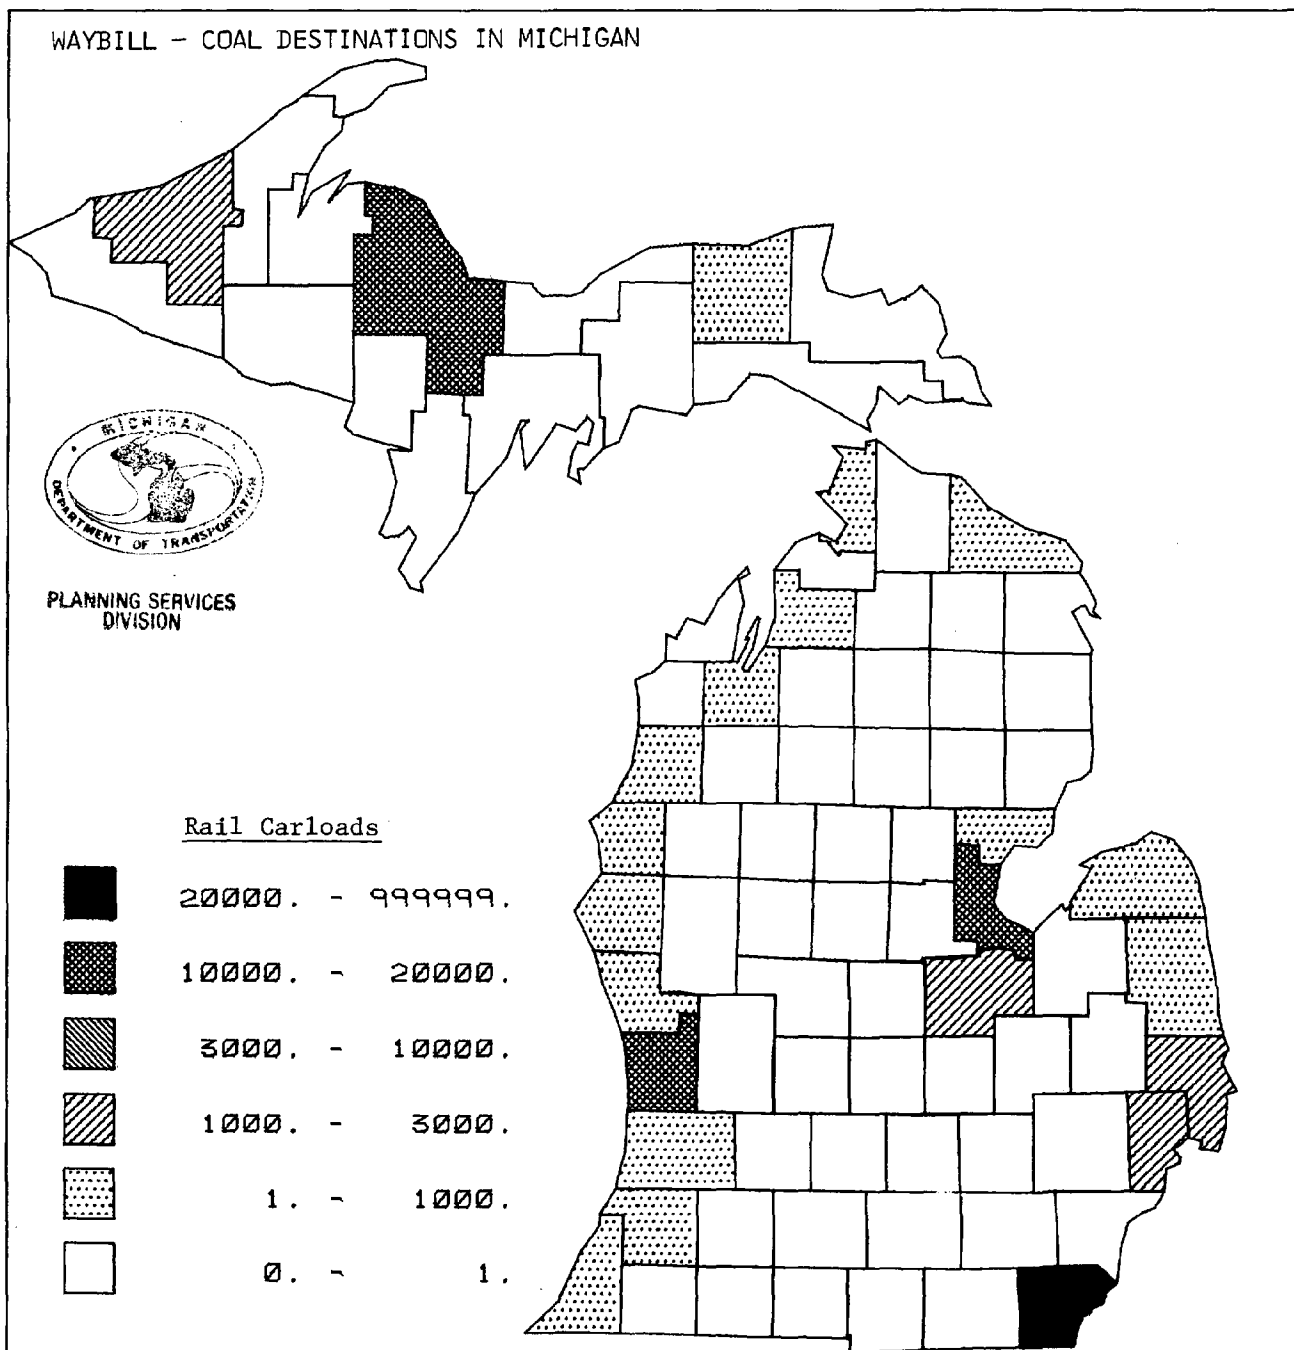 WAYBILL - COAL DESTINATIONS IN MICHIGAN
MICHIGAN
DEPARTMENT OF TRANSPORTATION
PLANNING SERVICES
DIVISION
Rail Carloads
20000. - 999999.
10000. - 20000.
3000. - 10000.
1000. - 3000.
1. - 1000.
0. - 1.